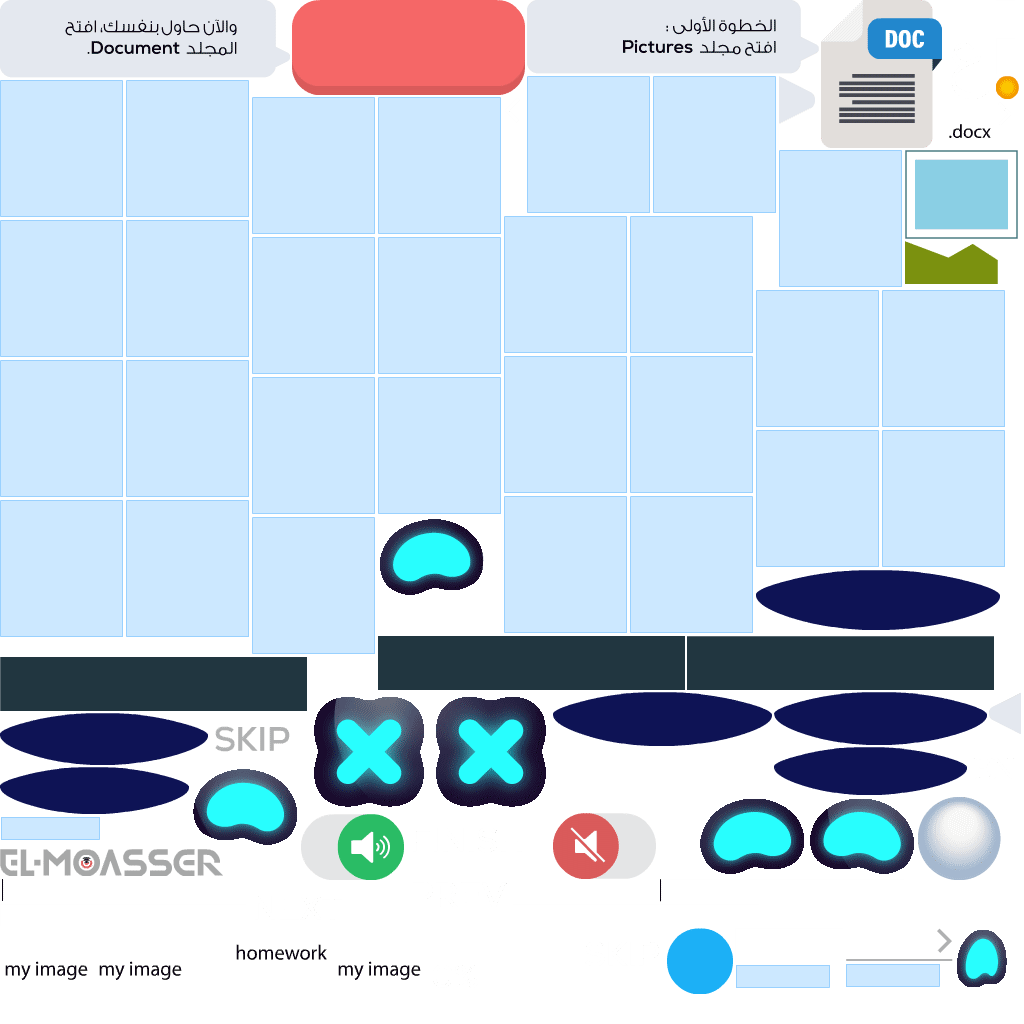 والآن حاول بنفسك، افتح
المجلد Document.
الخطوة الأولى :
افتح مجلد Pictures
DOC
.docx
SKIP
EL-MOASSER
homework
my image
my image
my image